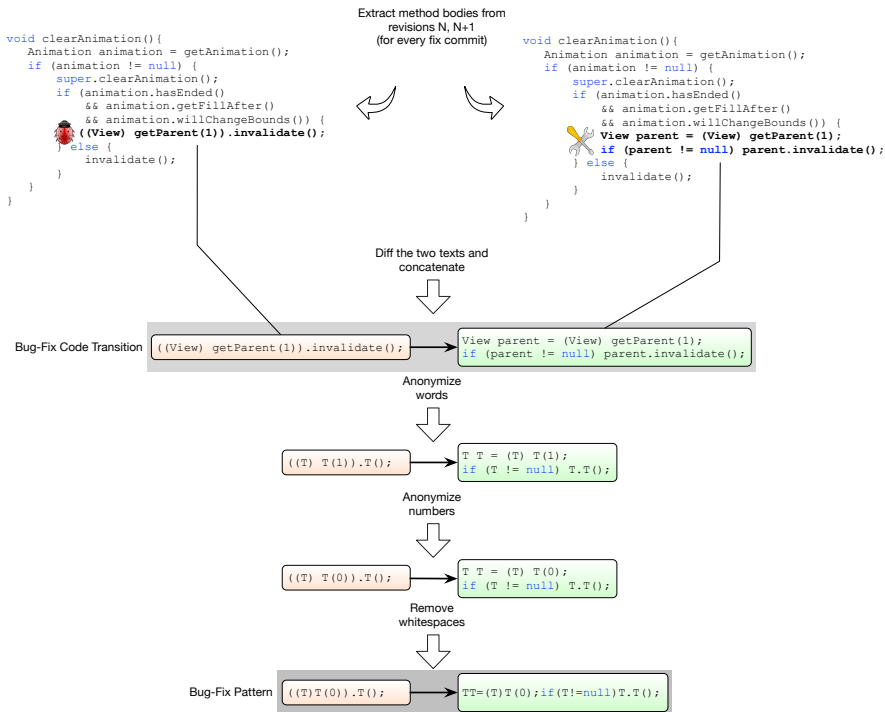 Extract method bodies from
revisions N, N+1
(for every fix commit)
void clearAnimation(){
Animation animation = getAnimation();
if (animation != null) {
super.clearAnimation();
if (animation.hasEnded()
&& animation.getFillAfter()
&& animation.willChangeBounds()) {
((View) getParent(1)).invalidate();
} else {
invalidate();
}
}
}
void clearAnimation(){
Animation animation = getAnimation();
if (animation != null) {
super.clearAnimation();
if (animation.hasEnded()
&& animation.getFillAfter()
&& animation.willChangeBounds()) {
View parent = (View) getParent(1);
if (parent != null) parent.invalidate();
} else {
invalidate();
}
}
}
Diff the two texts and
concatenate
Bug-Fix Code Transition
((View) getParent(1)).invalidate();
View parent = (View) getParent(1);
if (parent != null) parent.invalidate();
Anonymize
words
((T) T(1)).T();
T T = (T) T(1);
if (T != null) T.T();
Anonymize
numbers
((T) T(0)).T();
T T = (T) T(0);
if (T != null) T.T();
Remove
whitespaces
Bug-Fix Pattern
((T)T(0)).T();
TT=(T)T(0);if(T!=null)T.T();